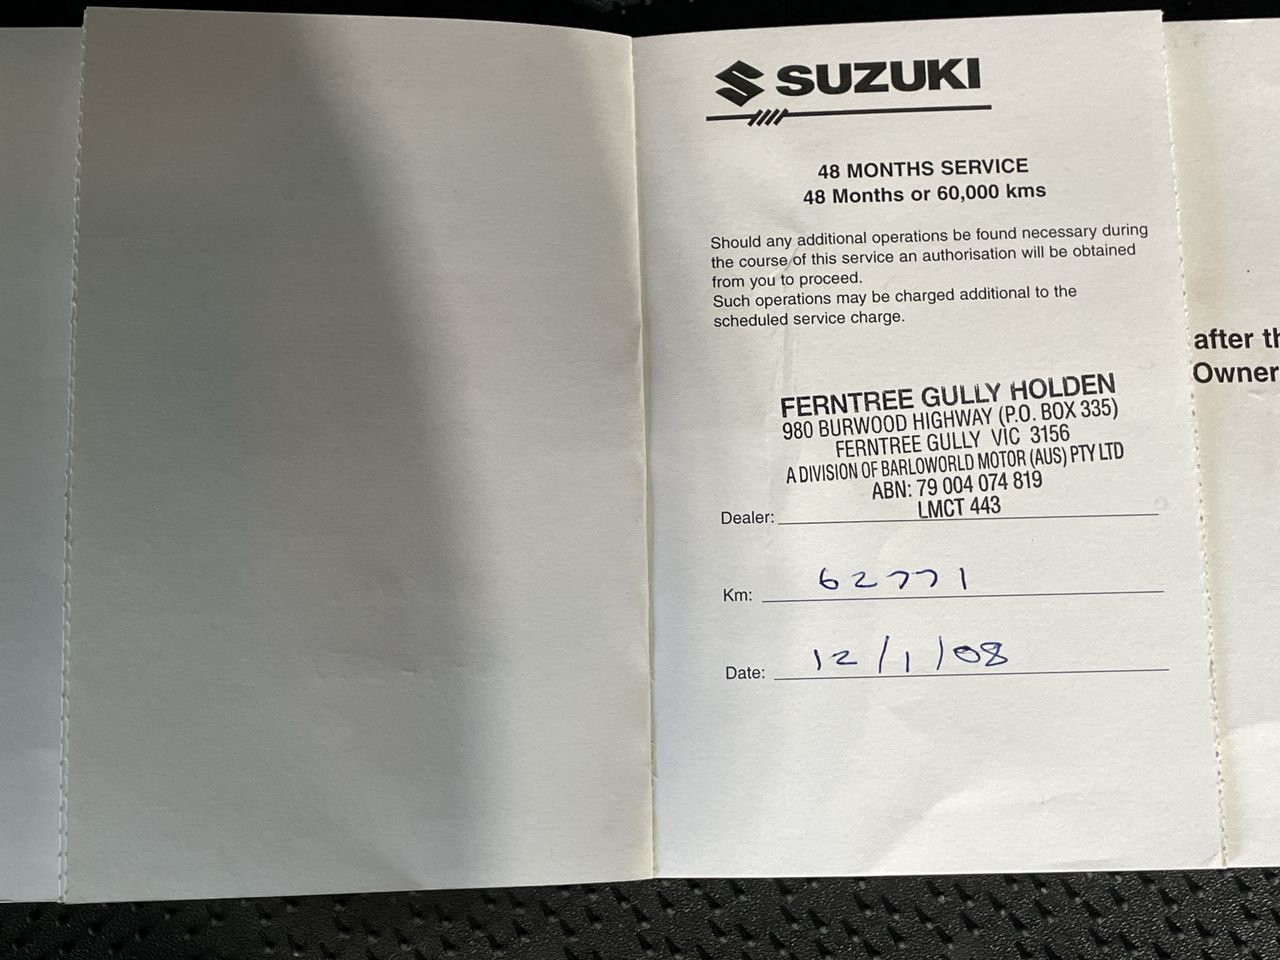 SUZUKI
48 MONTHS SERVICE
48 Months or 60,000 kms
Should any additional operations be found necessary during
the course of this service an authorisation will be obtained
from you to proceed.
Such operations may be charged additional to the
scheduled service charge.
FERNTREE GULLY HOLDEN
980 BURWOOD HIGHWAY (P.O. BOX 335)
FERNTREE GULLY VIC 3156
A DIVISION OF BARLOWORLD MOTOR (AUS) PTY LTD
ABN: 79 004 074 819
LMCT 443
Dealer:
Km: 62771
Date: 12/1/08
after th
Owner